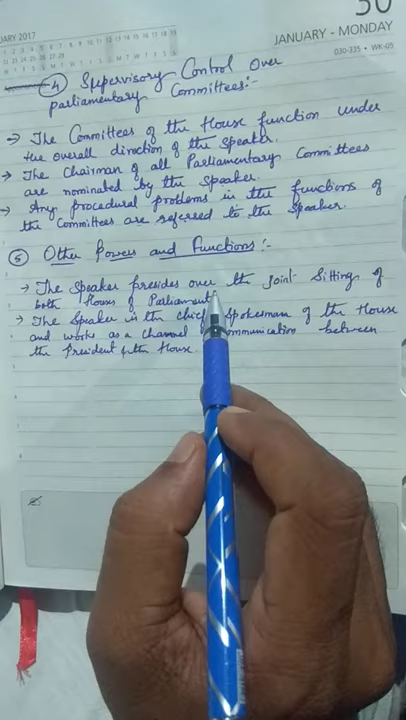 ARY 2017
30
JANUARY - MONDAY
030-335 • WK-05
④ Supervisory Control Over
parliamentary Committees:-
→ The Committees of the House function under
the overall direction of the Speaker.
→ The Chairman of all Parliamentary Committees
are nominated by the Speaker.
→ Any procedural problems in the functions of
the Committees are referred to the Speaker.
⑤ Other Powers and Functions:-
→ The Speaker presides over the joint Sitting of
both Houses of Parliament
→ The Speaker is the chief Spokesman of the House
and works as a Channel communication between
the President & the House